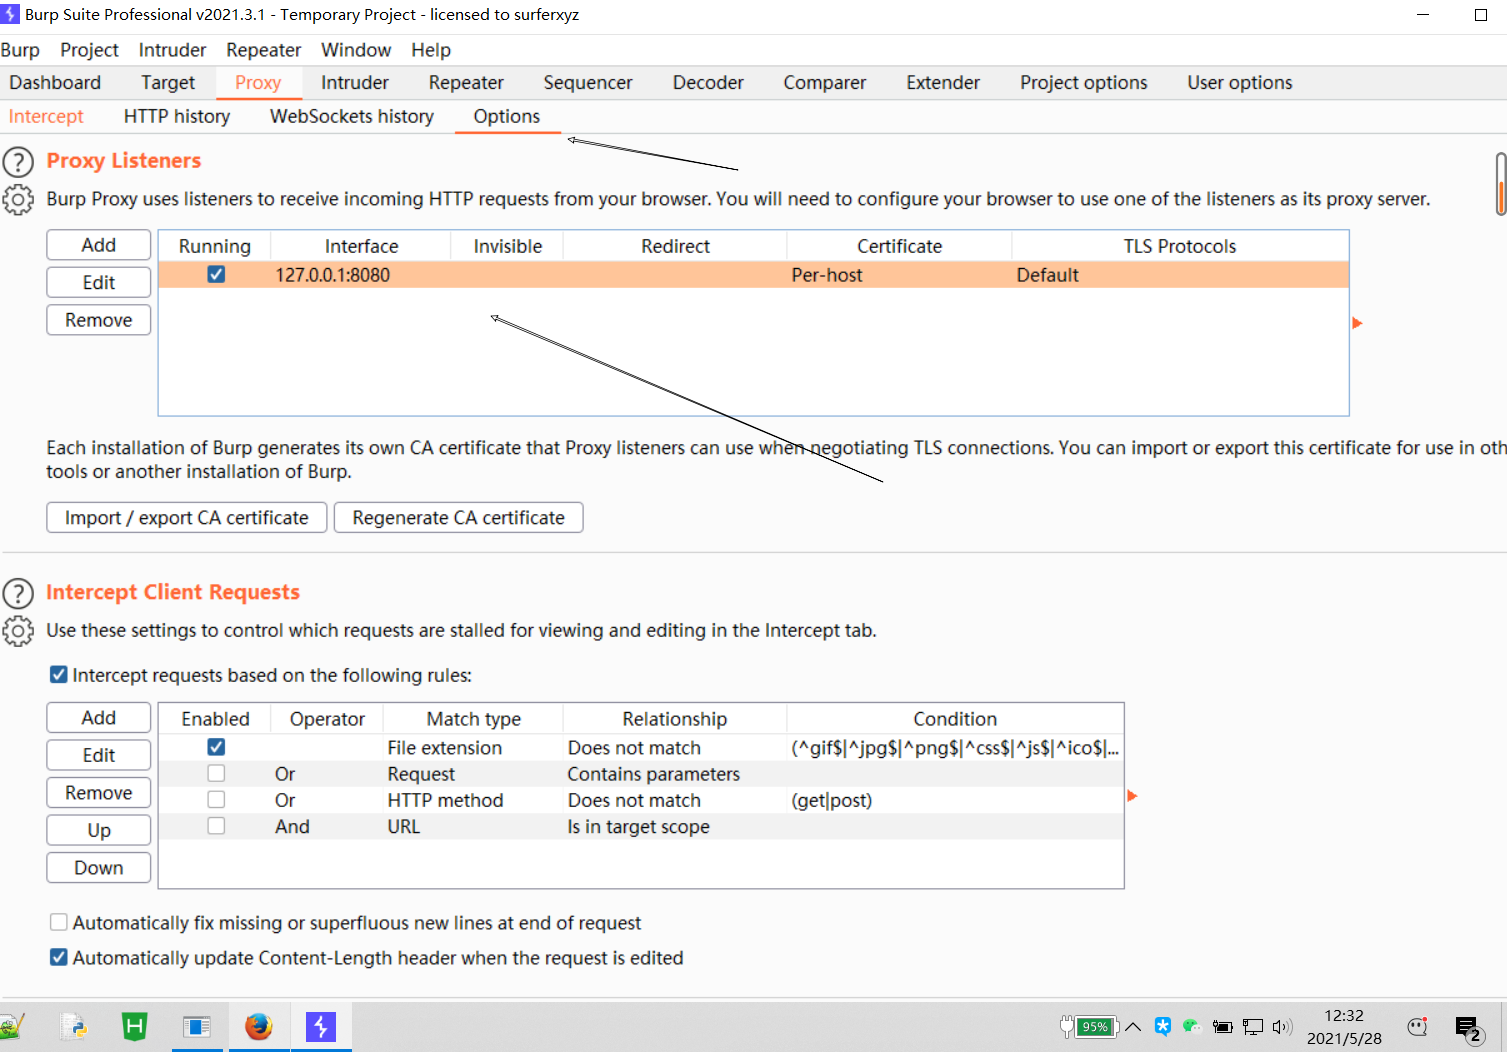 Burp Suite Professional v2021.3.1 - Temporary Project - licensed to surferxyz
Burp Project Intruder Repeater Window Help
Dashboard Target Proxy Intruder Repeater Sequencer Decoder Comparer Extender Project options User options
Intercept HTTP history WebSockets history Options
Proxy Listeners
Burp Proxy uses listeners to receive incoming HTTP requests from your browser. You will need to configure your browser to use one of the listeners as its proxy server.
Add
Edit
Remove
Running Interface Invisible Redirect Certificate TLS Protocols
127.0.0.1:8080 Per-host Default
Each installation of Burp generates its own CA certificate that Proxy listeners can use when negotiating TLS connections. You can import or export this certificate for use in oth
tools or another installation of Burp.
Import / export CA certificate Regenerate CA certificate
Intercept Client Requests
Use these settings to control which requests are stalled for viewing and editing in the Intercept tab.
Intercept requests based on the following rules:
Add
Edit
Remove
Up
Down
Enabled Operator Match type Relationship Condition
File extension Does not match (^gif$|^jpg$|^png$|^css$|^js$|^ico$|...
Or Request Contains parameters
Or HTTP method Does not match (get|post)
And URL Is in target scope
Automatically fix missing or superfluous new lines at end of request
Automatically update Content-Length header when the request is edited
95%
12:32
2021/5/28
2